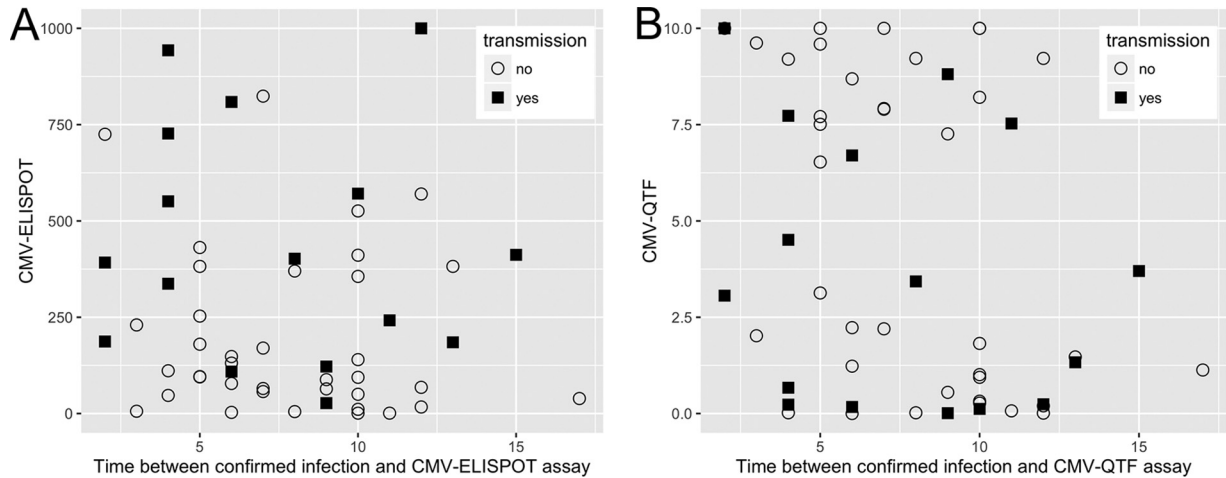 A
CMV-ELISPOT
1000
750
500
250
0
transmission
no
yes
5
10
15
Time between confirmed infection and CMV-ELISPOT assay
B
CMV-QTF
10.0
7.5
5.0
2.5
0.0
transmission
no
yes
5
10
15
Time between confirmed infection and CMV-QTF assay